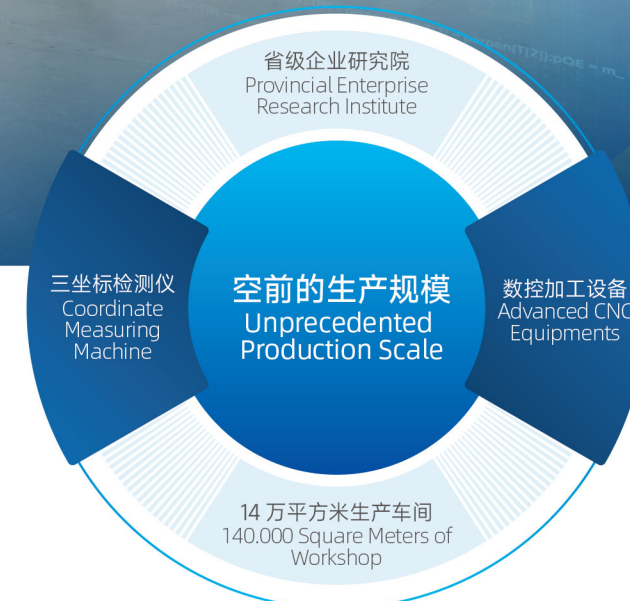 省级企业研究院
Provincial Enterprise
Research Institute
三坐标检测仪
Coordinate
Measuring
Machine
空前的生产规模
Unprecedented
Production Scale
数控加工设备
Advanced CNC
Equipments
14 万平方米生产车间
140.000 Square Meters of
Workshop